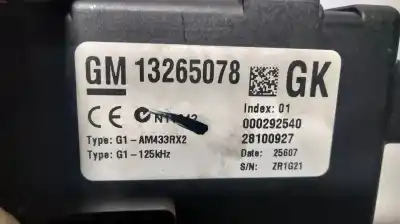 GM 13265078 GK
Index: 01
CE
Type: G1-AM433RX2
Type: G1-125kHz
000292540
28100927
Date: 25607
S/N: ZR1G21